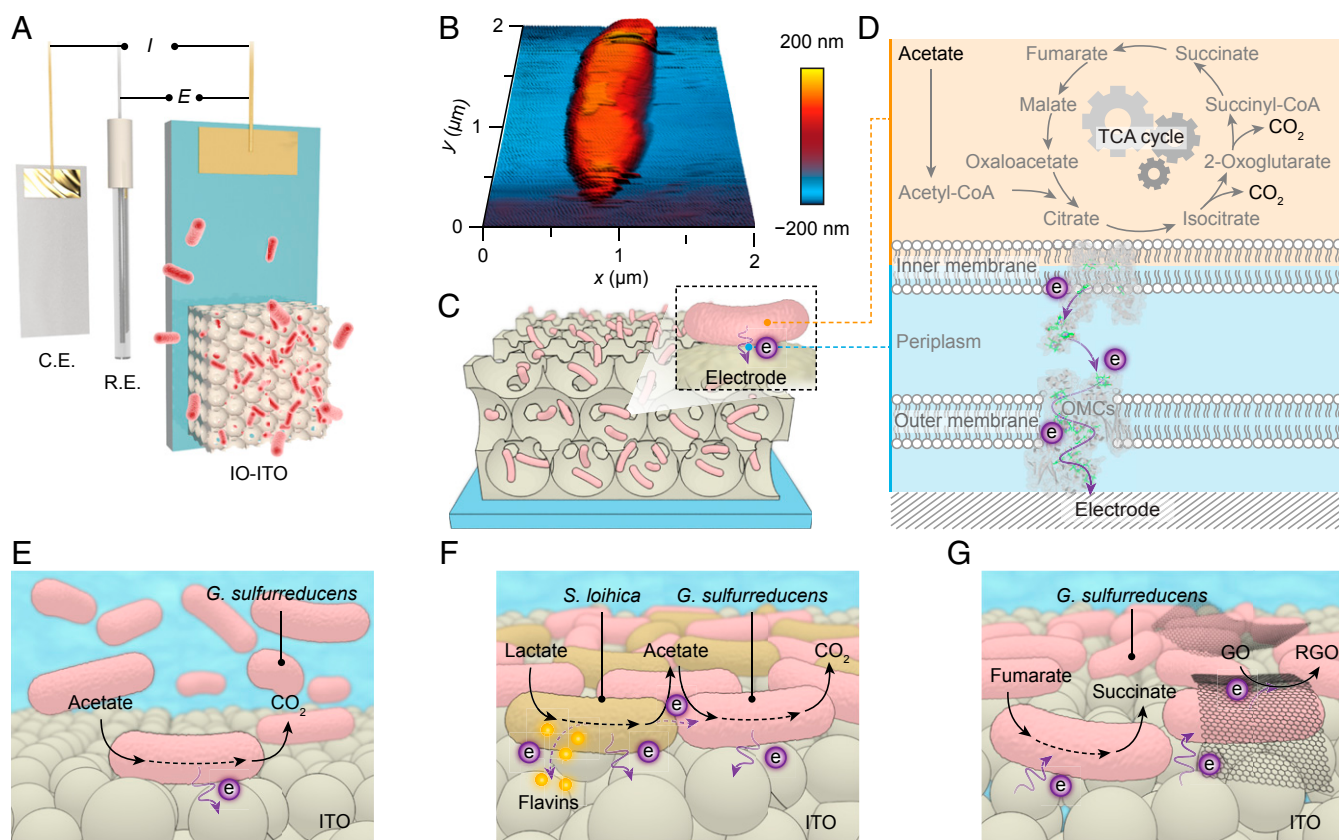 A
I
E
C.E.
R.E.
IO-ITO
B
2
1
0
y (µm)
0
1
2
x (µm)
200 nm
−200 nm
C
e
Electrode
D
Acetate
Fumarate
Succinate
Malate
Succinyl-CoA
CO2
TCA cycle
Oxaloacetate
2-Oxoglutarate
Acetyl-CoA
CO2
Citrate
Isocitrate
Inner membrane
e
Periplasm
e
OMCs
Outer membrane
e
Electrode
E
G. sulfurreducens
Acetate
CO2
e
ITO
F
S. loihica
G. sulfurreducens
Lactate
Acetate
CO2
e
e
e
e
Flavins
ITO
G
G. sulfurreducens
GO
RGO
Fumarate
Succinate
e
e
e
ITO